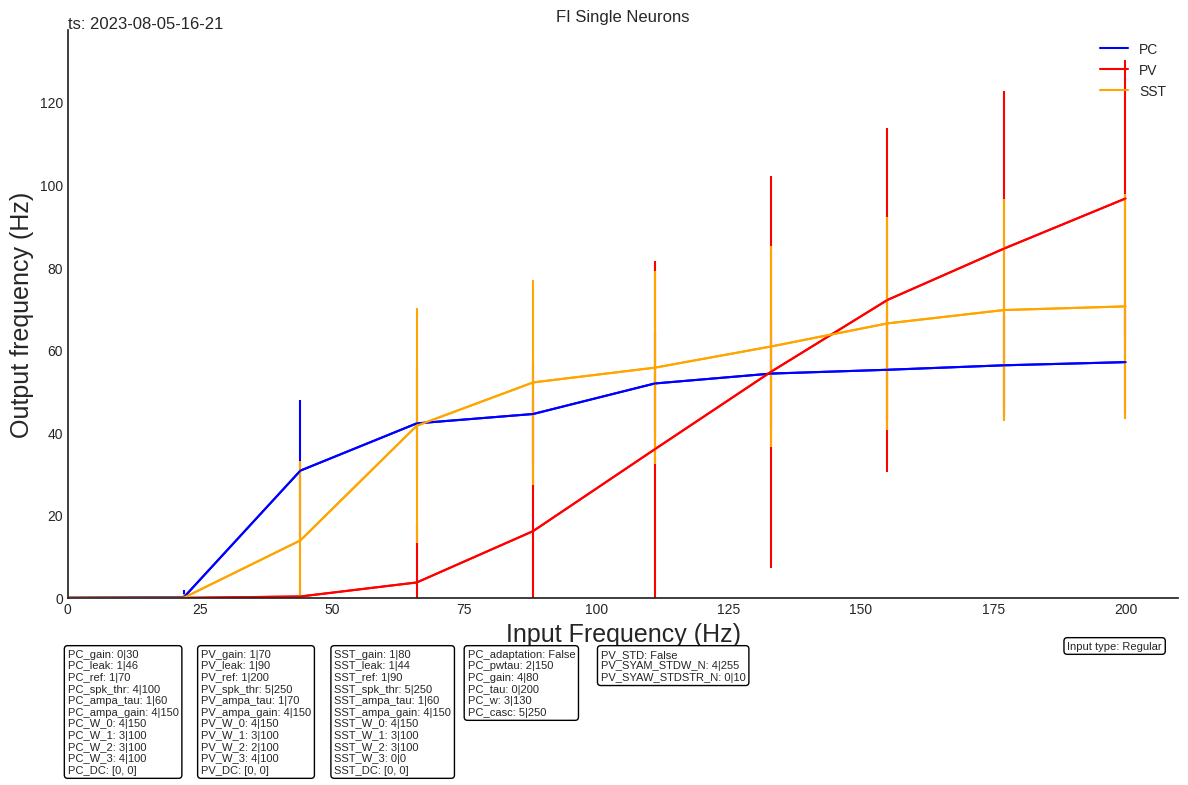 ts: 2023-08-05-16-21
FI Single Neurons
PC
PV
SST
Output frequency (Hz)
120
100
80
60
40
20
0
0 25 50 75 100 125 150 175 200
Input Frequency (Hz)
PC_gain: 0|30
PC_leak: 1|46
PC_ref: 1|70
PC_spk_thr: 4|100
PC_ampa_tau: 1|60
PC_ampa_gain: 4|150
PC_W_0: 4|150
PC_W_1: 3|100
PC_W_2: 3|100
PC_W_3: 4|100
PC_DC: [0, 0]
PV_gain: 1|70
PV_leak: 1|90
PV_ref: 1|200
PV_spk_thr: 5|250
PV_ampa_tau: 1|70
PV_ampa_gain: 4|150
PV_W_0: 4|150
PV_W_1: 3|100
PV_W_2: 2|100
PV_W_3: 4|100
PV_DC: [0, 0]
SST_gain: 1|80
SST_leak: 1|44
SST_ref: 1|90
SST_spk_thr: 5|250
SST_ampa_tau: 1|60
SST_ampa_gain: 4|150
SST_W_0: 4|150
SST_W_1: 3|100
SST_W_2: 3|100
SST_W_3: 0|0
SST_DC: [0, 0]
PC_adaptation: False
PC_pwtau: 2|150
PC_gain: 4|80
PC_tau: 0|200
PC_w: 3|130
PC_casc: 5|250
PV_STD: False
PV_SYAM_STDW_N: 4|255
PV_SYAW_STDSTR_N: 0|10
Input type: Regular